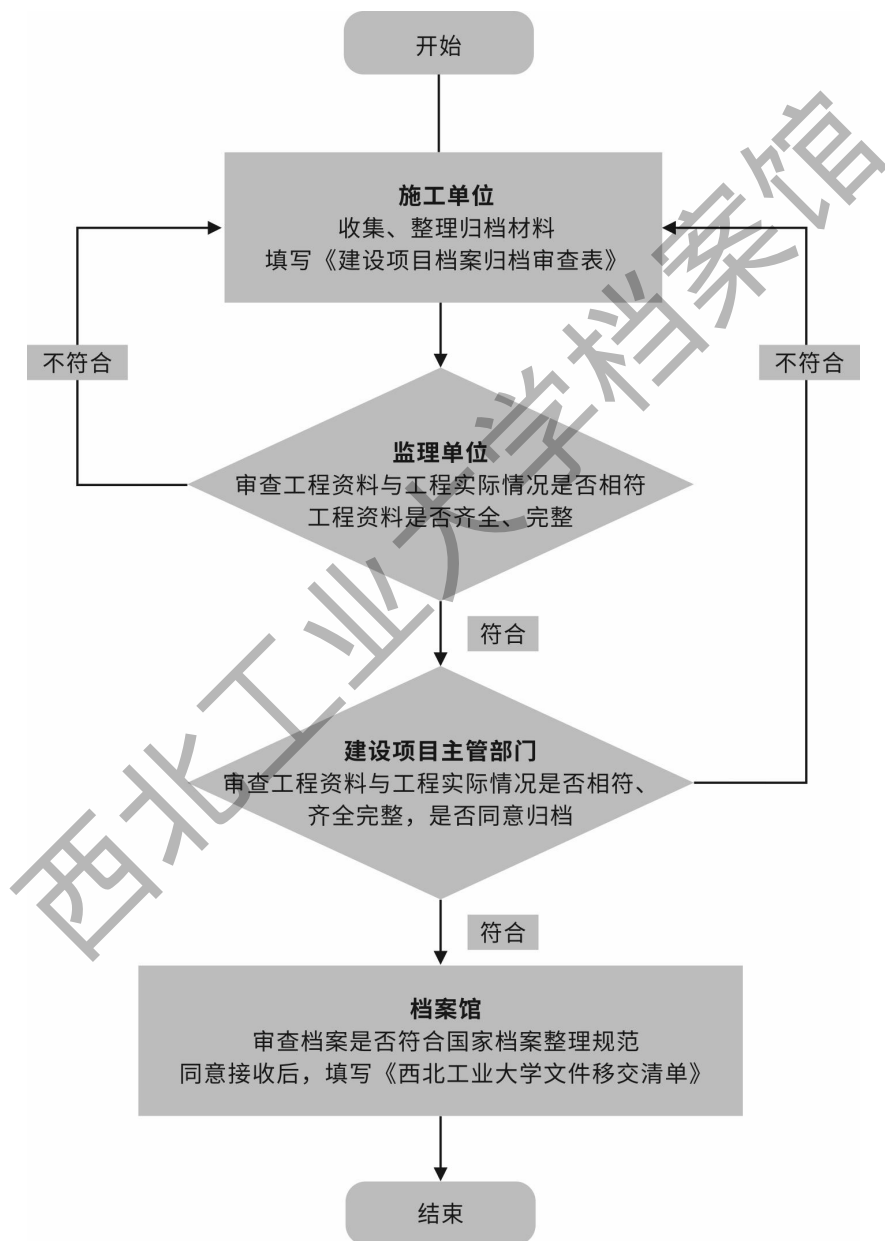 开始
施工单位
收集、整理归档材料
填写《建设项目档案归档审查表》
不符合
不符合
监理单位
审查工程资料与工程实际情况是否相符
工程资料是否齐全、完整
符合
建设项目主管部门
审查工程资料与工程实际情况是否相符、
齐全完整，是否同意归档
符合
档案馆
审查档案是否符合国家档案整理规范
同意接收后，填写《西北工业大学文件移交清单》
结束
西北工业大学档案馆